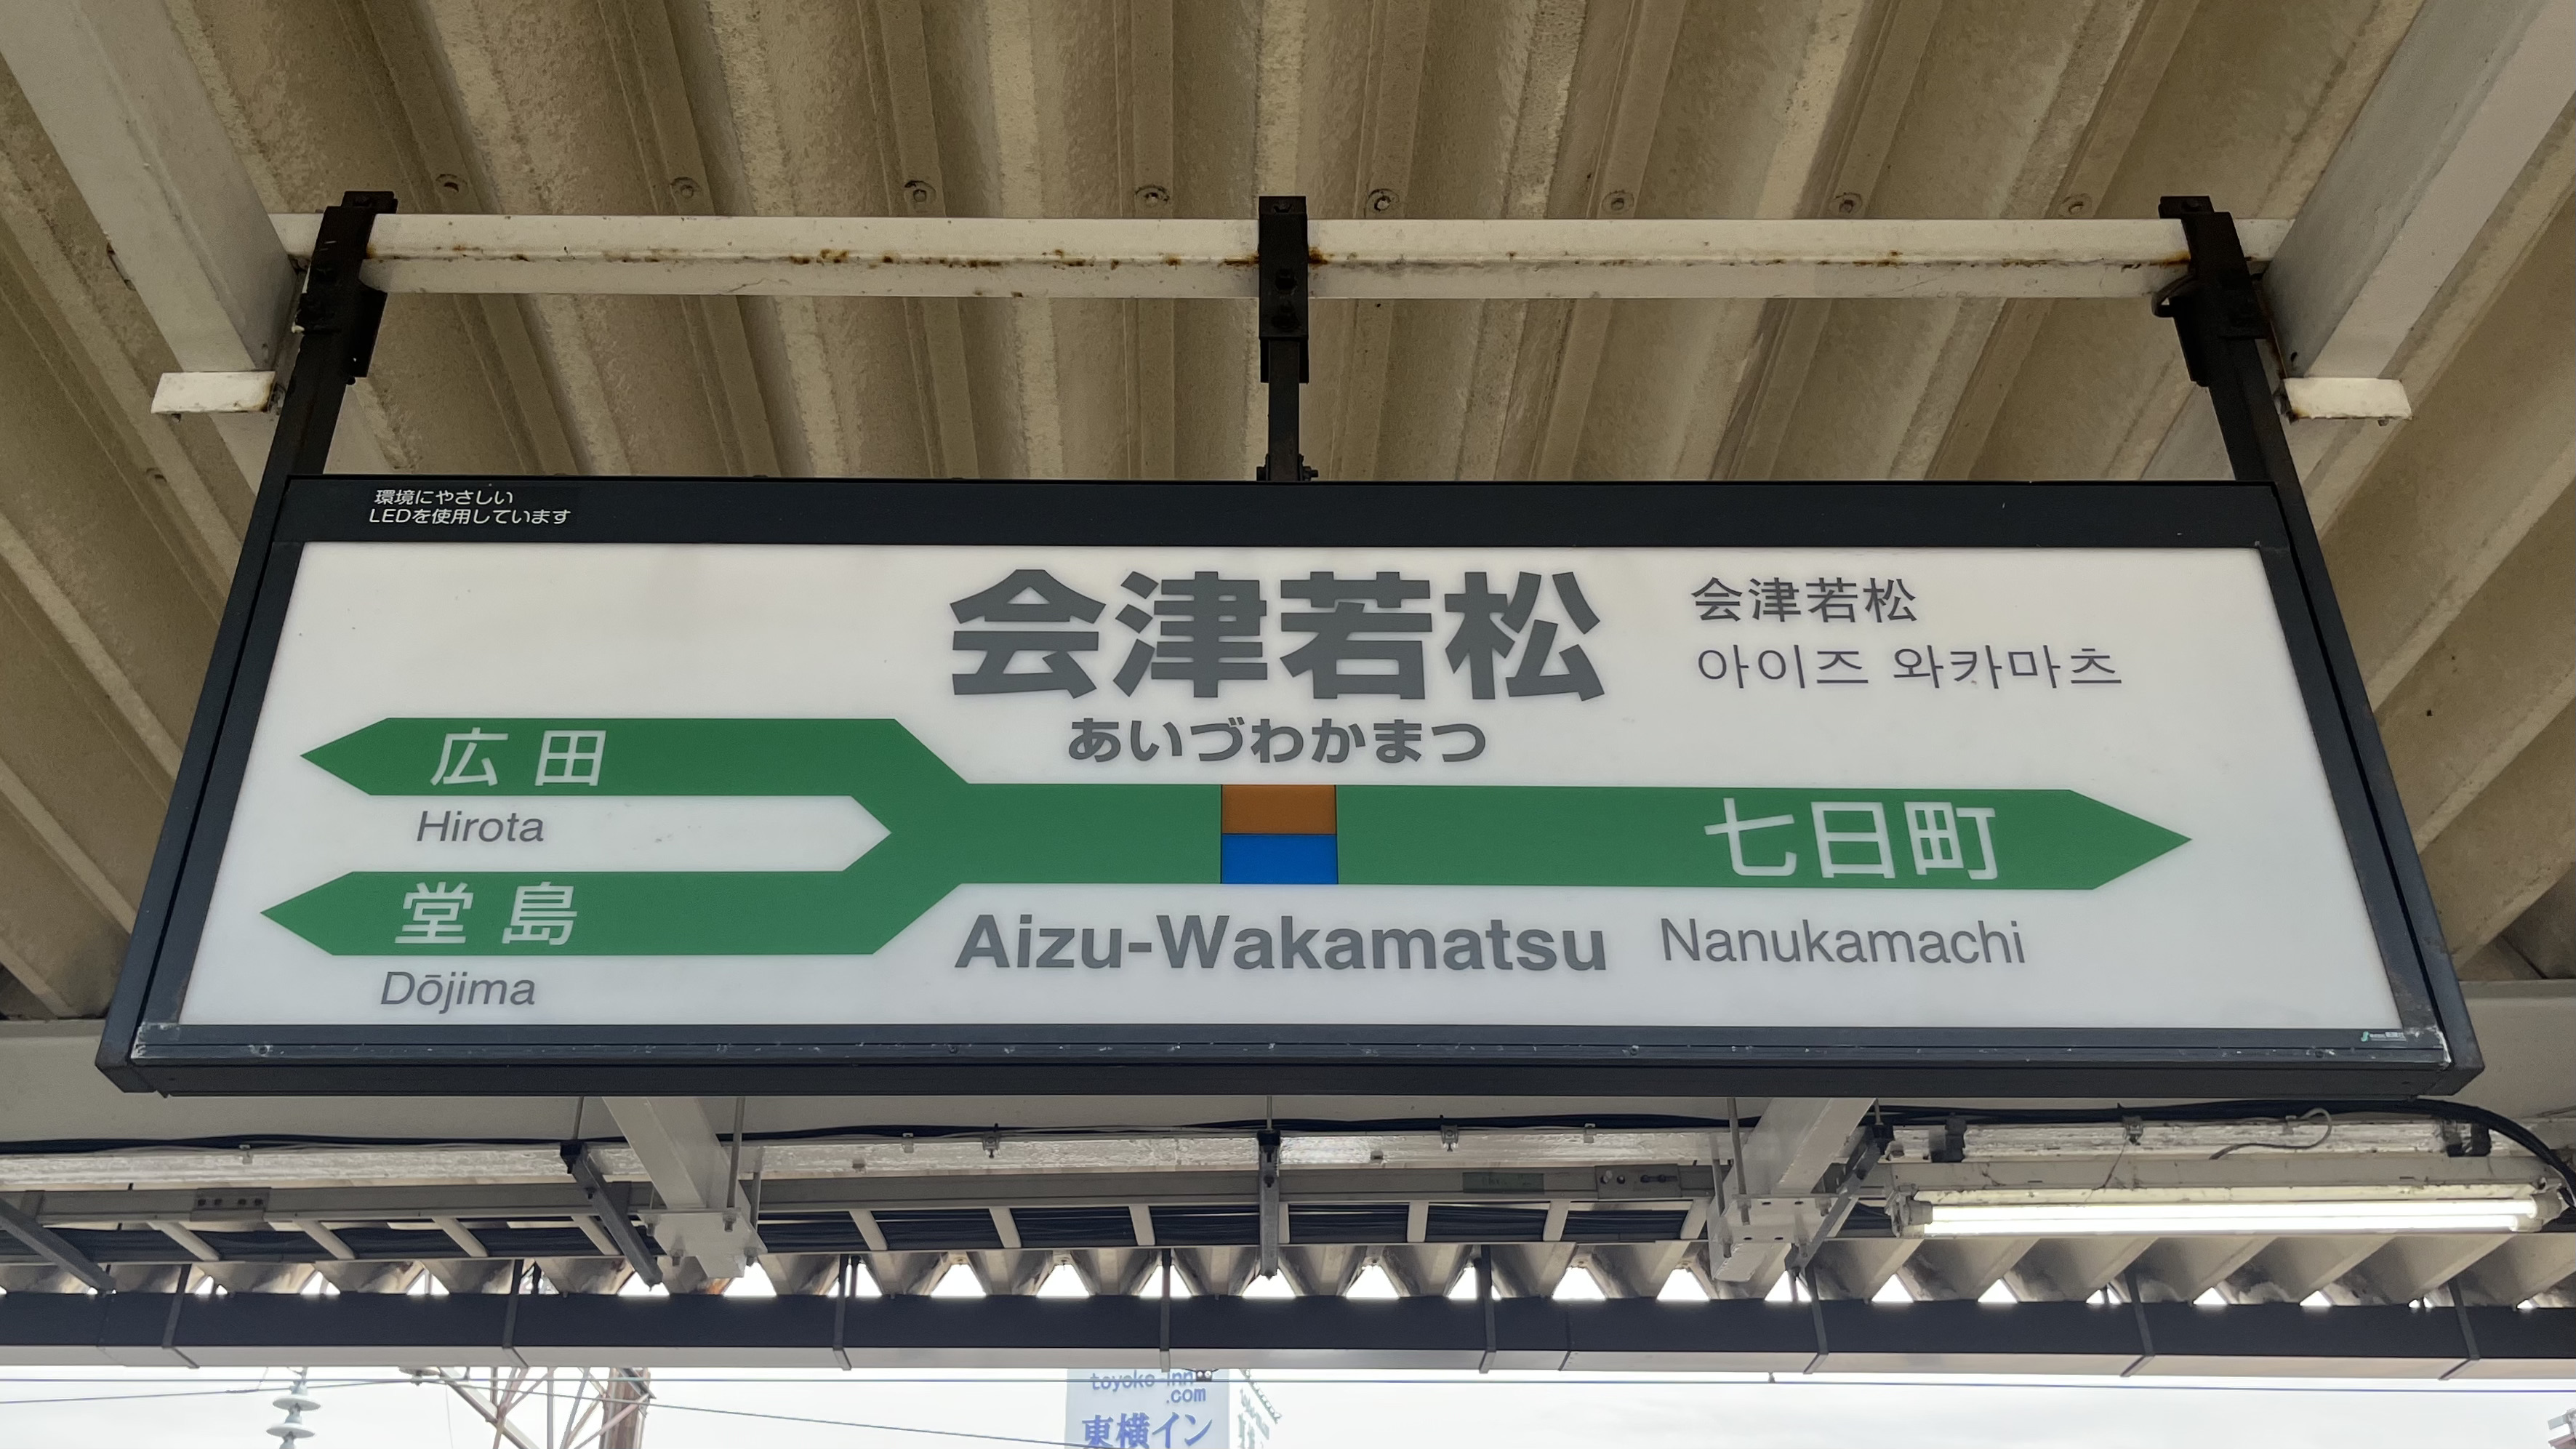 環境にやさしい
LEDを使用しています
会津若松
会津若松
아이즈 와카마츠
あいづわかまつ
広田
Hirota
堂島
Dōjima
七日町
Aizu-Wakamatsu
Nanukamachi
toyoko-inn
.com
東横イン